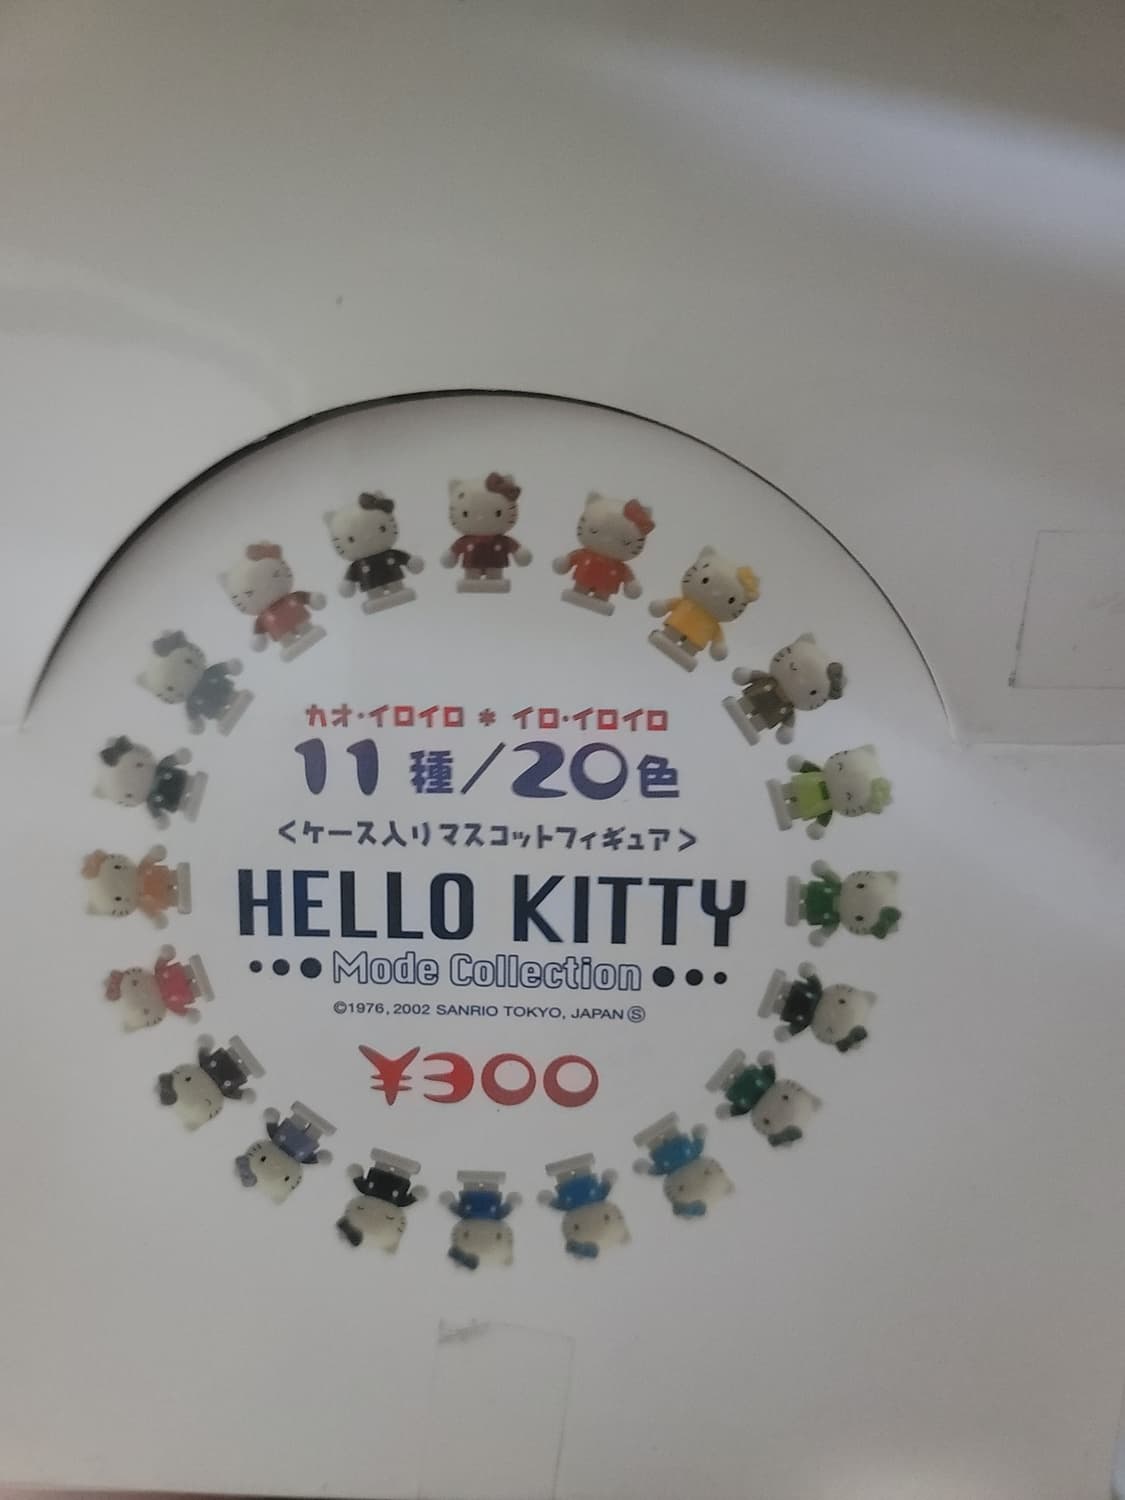 カオ・イロイロ * イロ・イロイロ
11種/20色
<ケース入りマスコットフィギュア>
HELLO KITTY
•••Mode Collection•••
©1976, 2002 SANRIO TOKYO, JAPAN Ⓢ
¥300